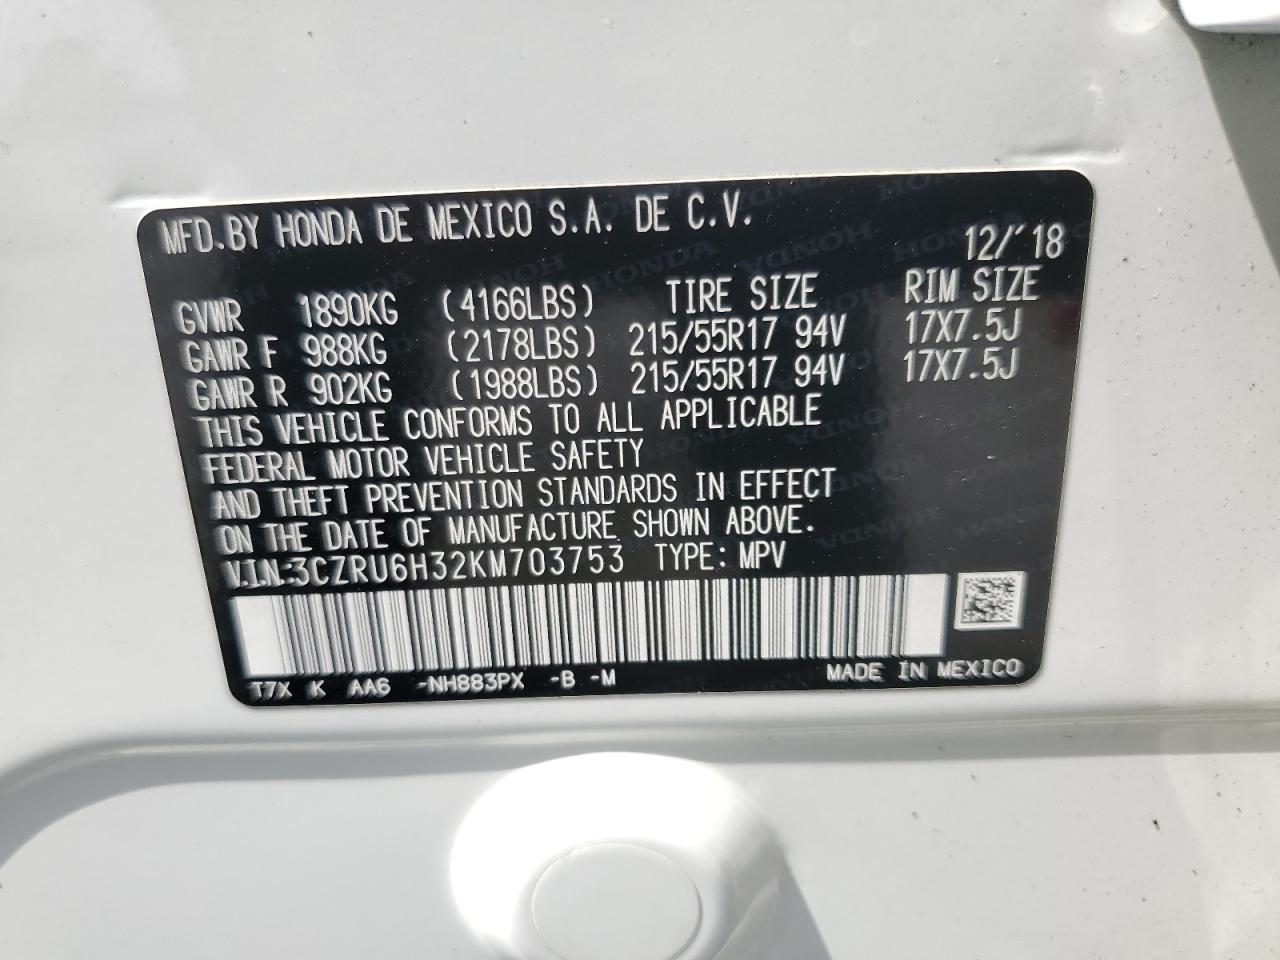 MFD.BY HONDA DE MEXICO S.A. DE C.V.
12/'18
GVWR 1890KG (4166LBS) TIRE SIZE RIM SIZE
GAWR F 988KG (2178LBS) 215/55R17 94V 17X7.5J
GAWR R 902KG (1988LBS) 215/55R17 94V 17X7.5J
THIS VEHICLE CONFORMS TO ALL APPLICABLE
FEDERAL MOTOR VEHICLE SAFETY
AND THEFT PREVENTION STANDARDS IN EFFECT
ON THE DATE OF MANUFACTURE SHOWN ABOVE.
V.I.N:3CZRU6H32KM703753 TYPE: MPV
T7X K AA6 -NH883PX -B -M MADE IN MEXICO